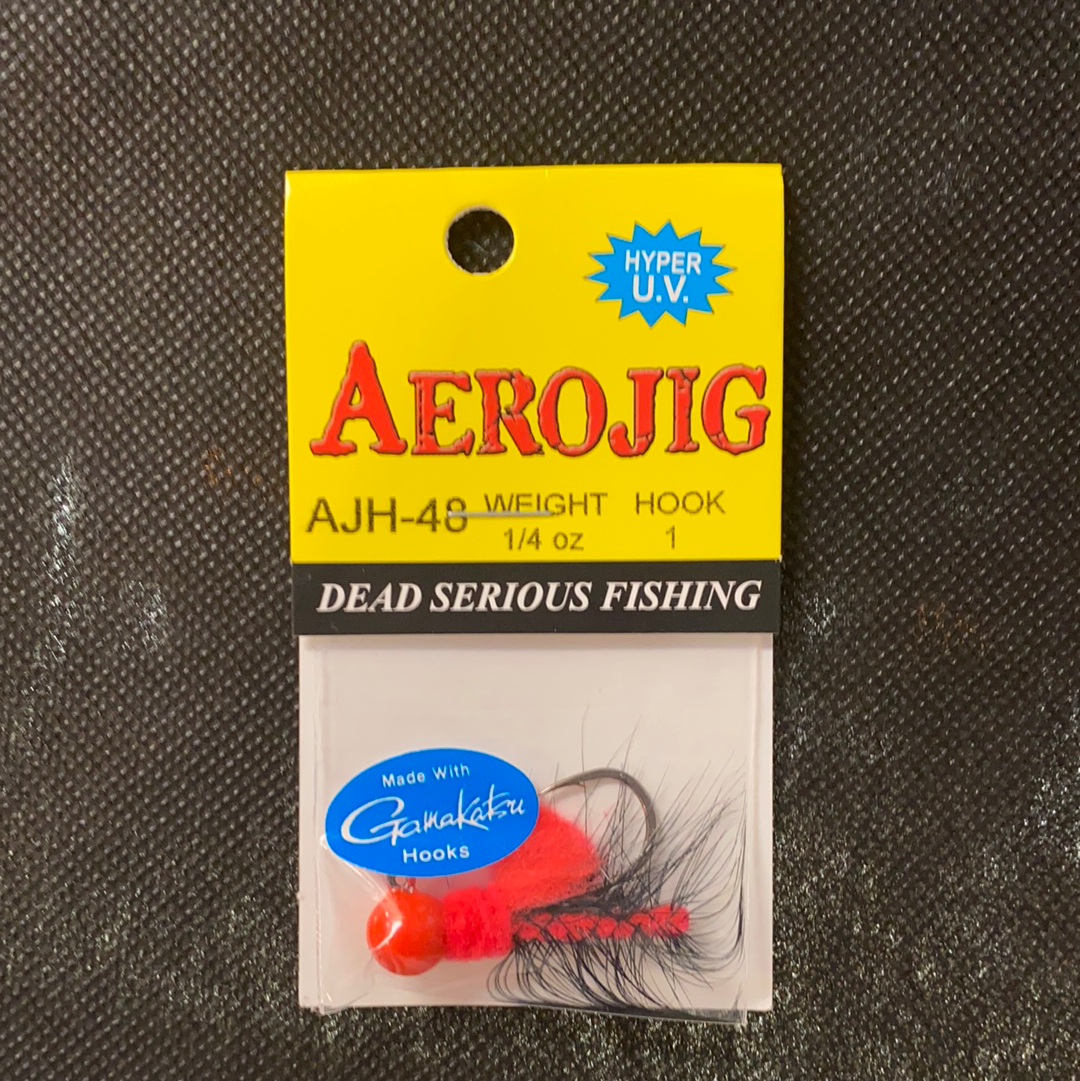 HYPER
U.V.
AEROJIG
AJH-48 WEIGHT HOOK
1/4 oz 1
DEAD SERIOUS FISHING
Made With
Gamakatsu
Hooks